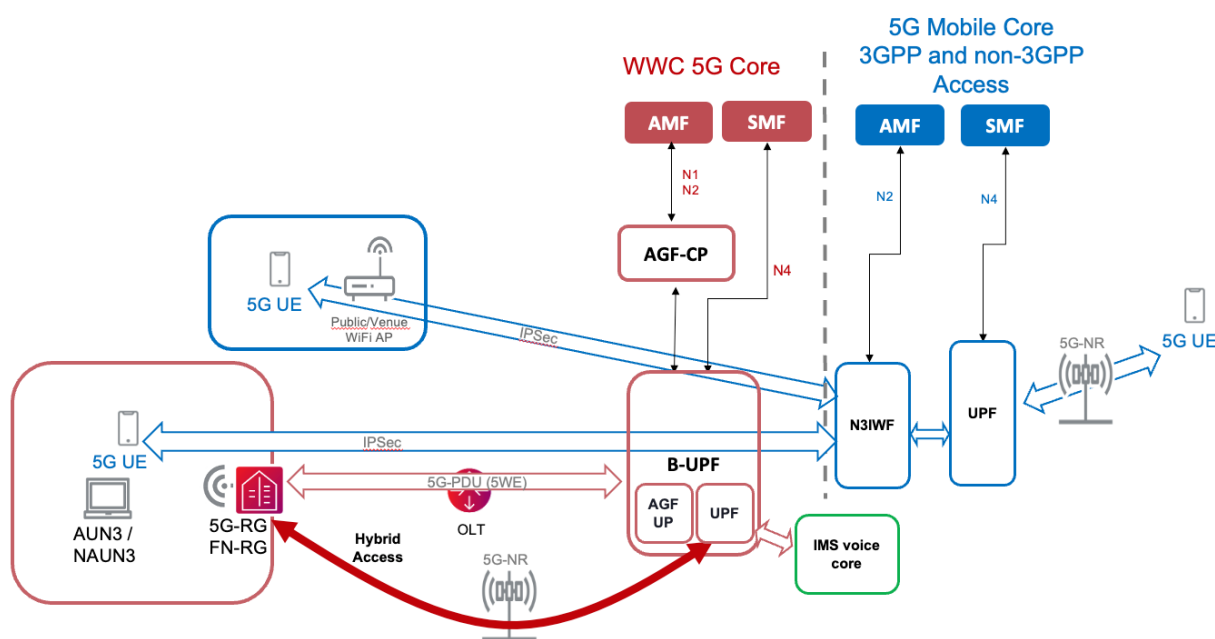 5G Mobile Core
3GPP and non-3GPP
Access
WWC 5G Core
AMF
SMF
AMF
SMF
N1
N2
N2
N4
AGF-CP
N4
5G UE
Public/Venue
WiFi AP
IPSec
5G-NR
5G UE
N3IWF
UPF
5G UE
IPSec
B-UPF
5G-PDU (5WE)
AGF
UP
UPF
OLT
AUN3 /
NAUN3
5G-RG
FN-RG
Hybrid
Access
5G-NR
IMS voice
core